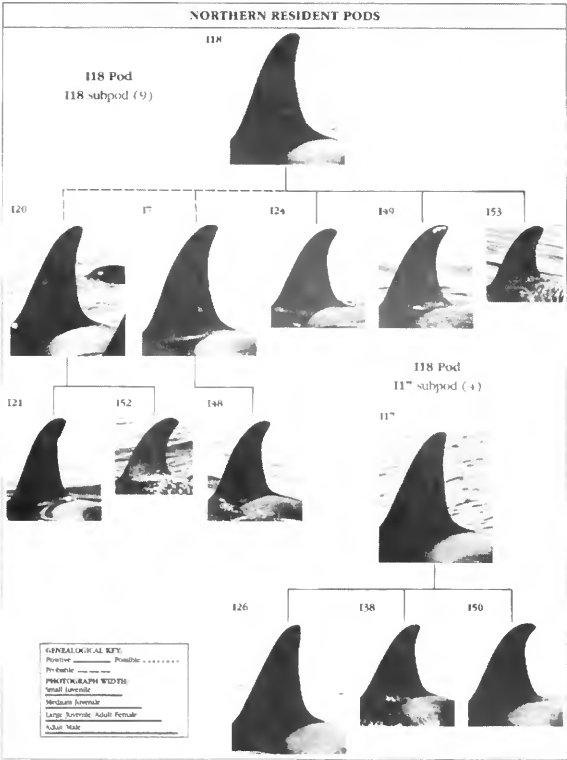 NORTHERN RESIDENT PODS
I18
I18 Pod
I18 subpod (9)
I20
I7
I24
I49
I53
I18 Pod
I17 subpod (4)
I21
I52
I48
I17
I26
I38
I50
GENEALOGICAL KEY:
Positive Possible
Probable
PHOTOGRAPH WIDTH:
Small Juvenile
Medium Juvenile
Large Juvenile Adult Female
Adult Male